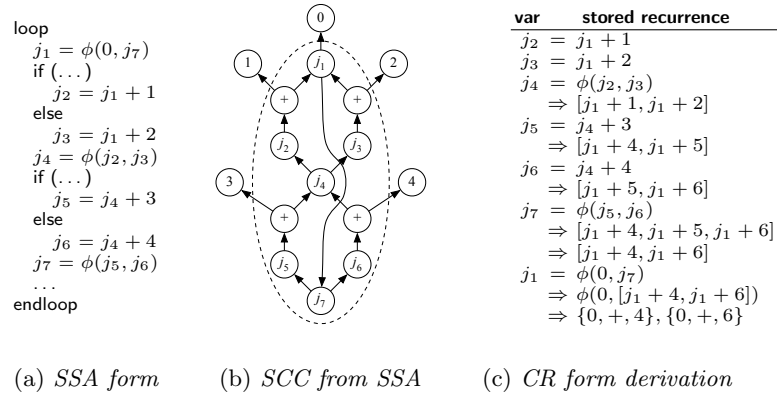 loop
j₁ = ϕ(0, j₇)
if (...)
j₂ = j₁ + 1
else
j₃ = j₁ + 2
j₄ = ϕ(j₂, j₃)
if (...)
j₅ = j₄ + 3
else
j₆ = j₄ + 4
j₇ = ϕ(j₅, j₆)
...
endloop
(a) SSA form
0
1 j₁ 2
+ +
j₂ j₃
3 j₄ 4
+ +
j₅ j₆
j₇
(b) SCC from SSA
var stored recurrence
j₂ = j₁ + 1
j₃ = j₁ + 2
j₄ = ϕ(j₂, j₃)
⇒ [j₁ + 1, j₁ + 2]
j₅ = j₄ + 3
⇒ [j₁ + 4, j₁ + 5]
j₆ = j₄ + 4
⇒ [j₁ + 5, j₁ + 6]
j₇ = ϕ(j₅, j₆)
⇒ [j₁ + 4, j₁ + 5, j₁ + 6]
⇒ [j₁ + 4, j₁ + 6]
j₁ = ϕ(0, j₇)
⇒ ϕ(0, [j₁ + 4, j₁ + 6])
⇒ {0, +, 4}, {0, +, 6}
(c) CR form derivation